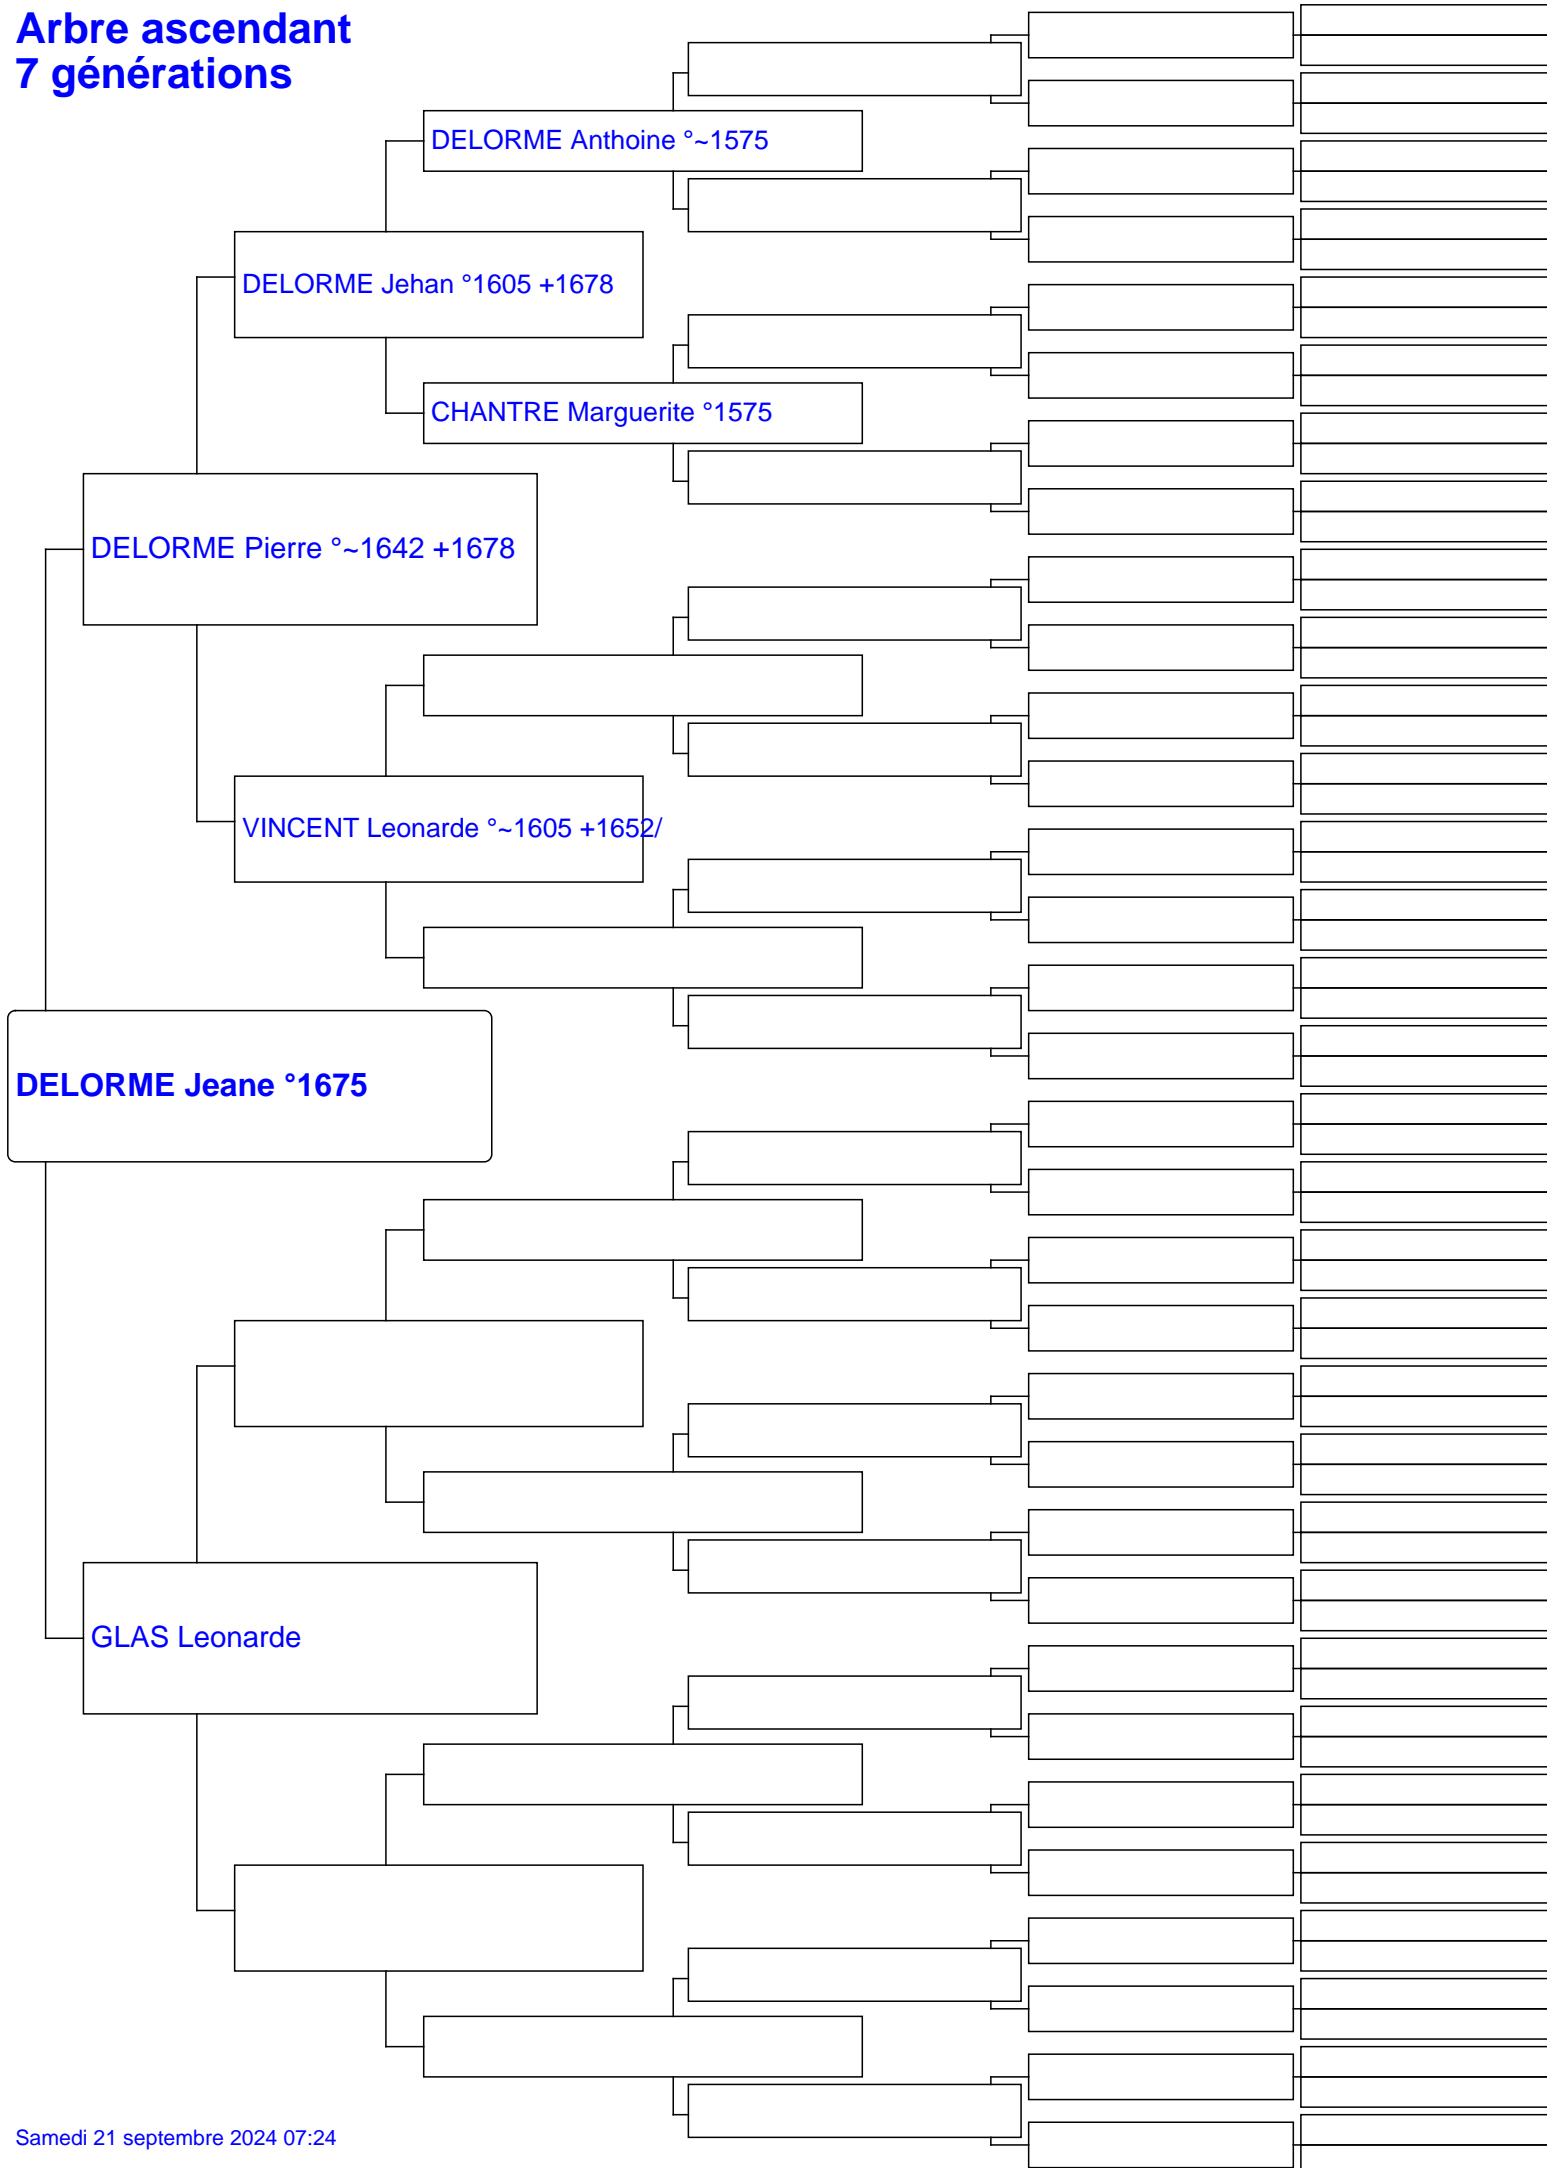 Arbre ascendant
7 générations
DELORME Anthoine °~1575
DELORME Jehan °1605 +1678
CHANTRE Marguerite °1575
DELORME Pierre °~1642 +1678
VINCENT Leonarde °~1605 +1652/
DELORME Jeane °1675
GLAS Leonarde
Samedi 21 septembre 2024 07:24